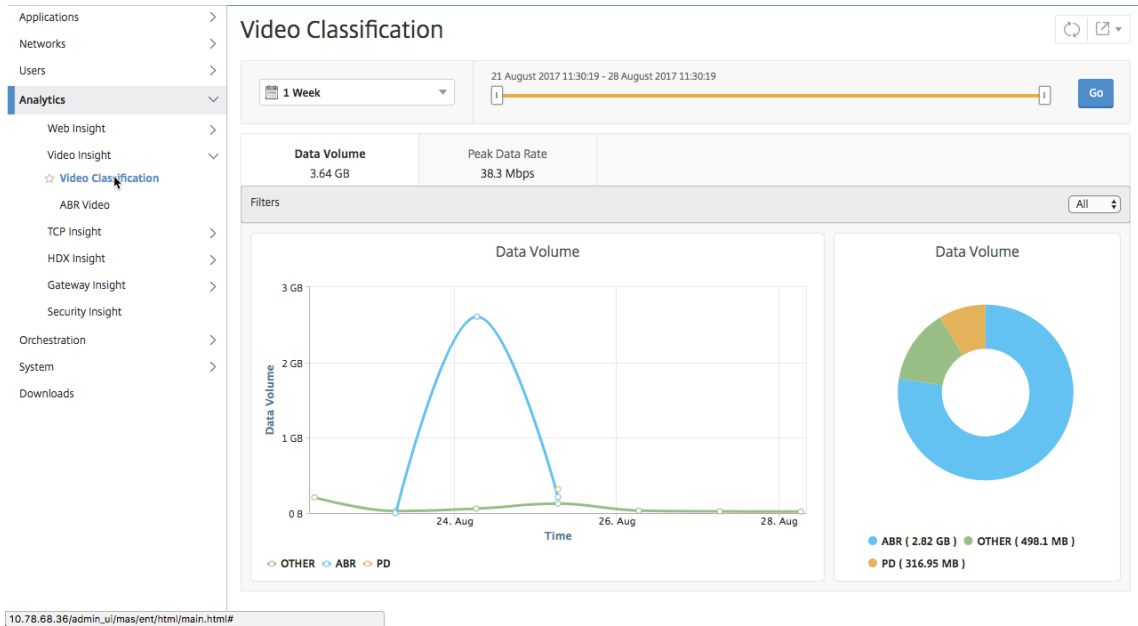 Applications
Networks
Users
Analytics
Web Insight
Video Insight
Video Classification
ABR Video
TCP Insight
HDX Insight
Gateway Insight
Security Insight
Orchestration
System
Downloads
Video Classification
1 Week
21 August 2017 11:30:19 - 28 August 2017 11:30:19
Go
Data Volume
3.64 GB
Peak Data Rate
38.3 Mbps
Filters
All
Data Volume
Data Volume
3 GB
2 GB
1 GB
0 B
24. Aug
26. Aug
28. Aug
Time
OTHER ABR PD
Data Volume
ABR ( 2.82 GB ) OTHER ( 498.1 MB )
PD ( 316.95 MB )
10.78.68.36/admin_ui/mas/ent/html/main.html#